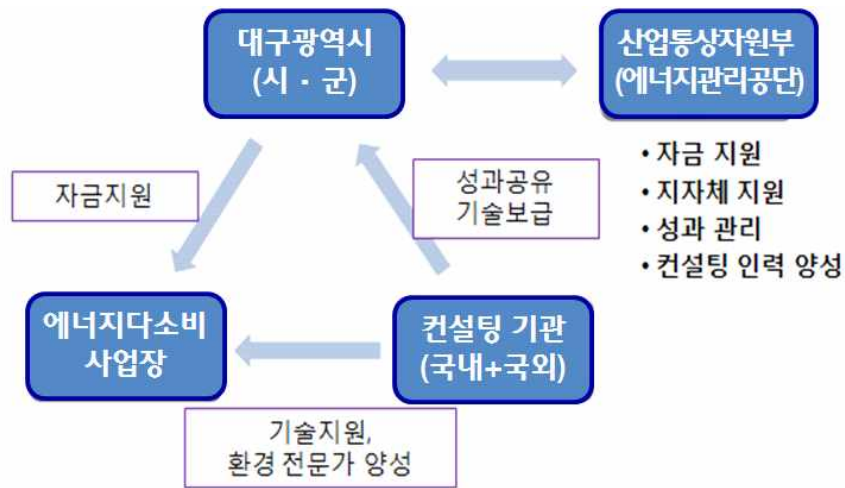 대구광역시
(시 · 군)
산업통상자원부
(에너지관리공단)
• 자금 지원
• 지자체 지원
• 성과 관리
• 컨설팅 인력 양성
자금지원
성과공유
기술보급
에너지다소비
사업장
컨설팅 기관
(국내+국외)
기술지원,
환경 전문가 양성